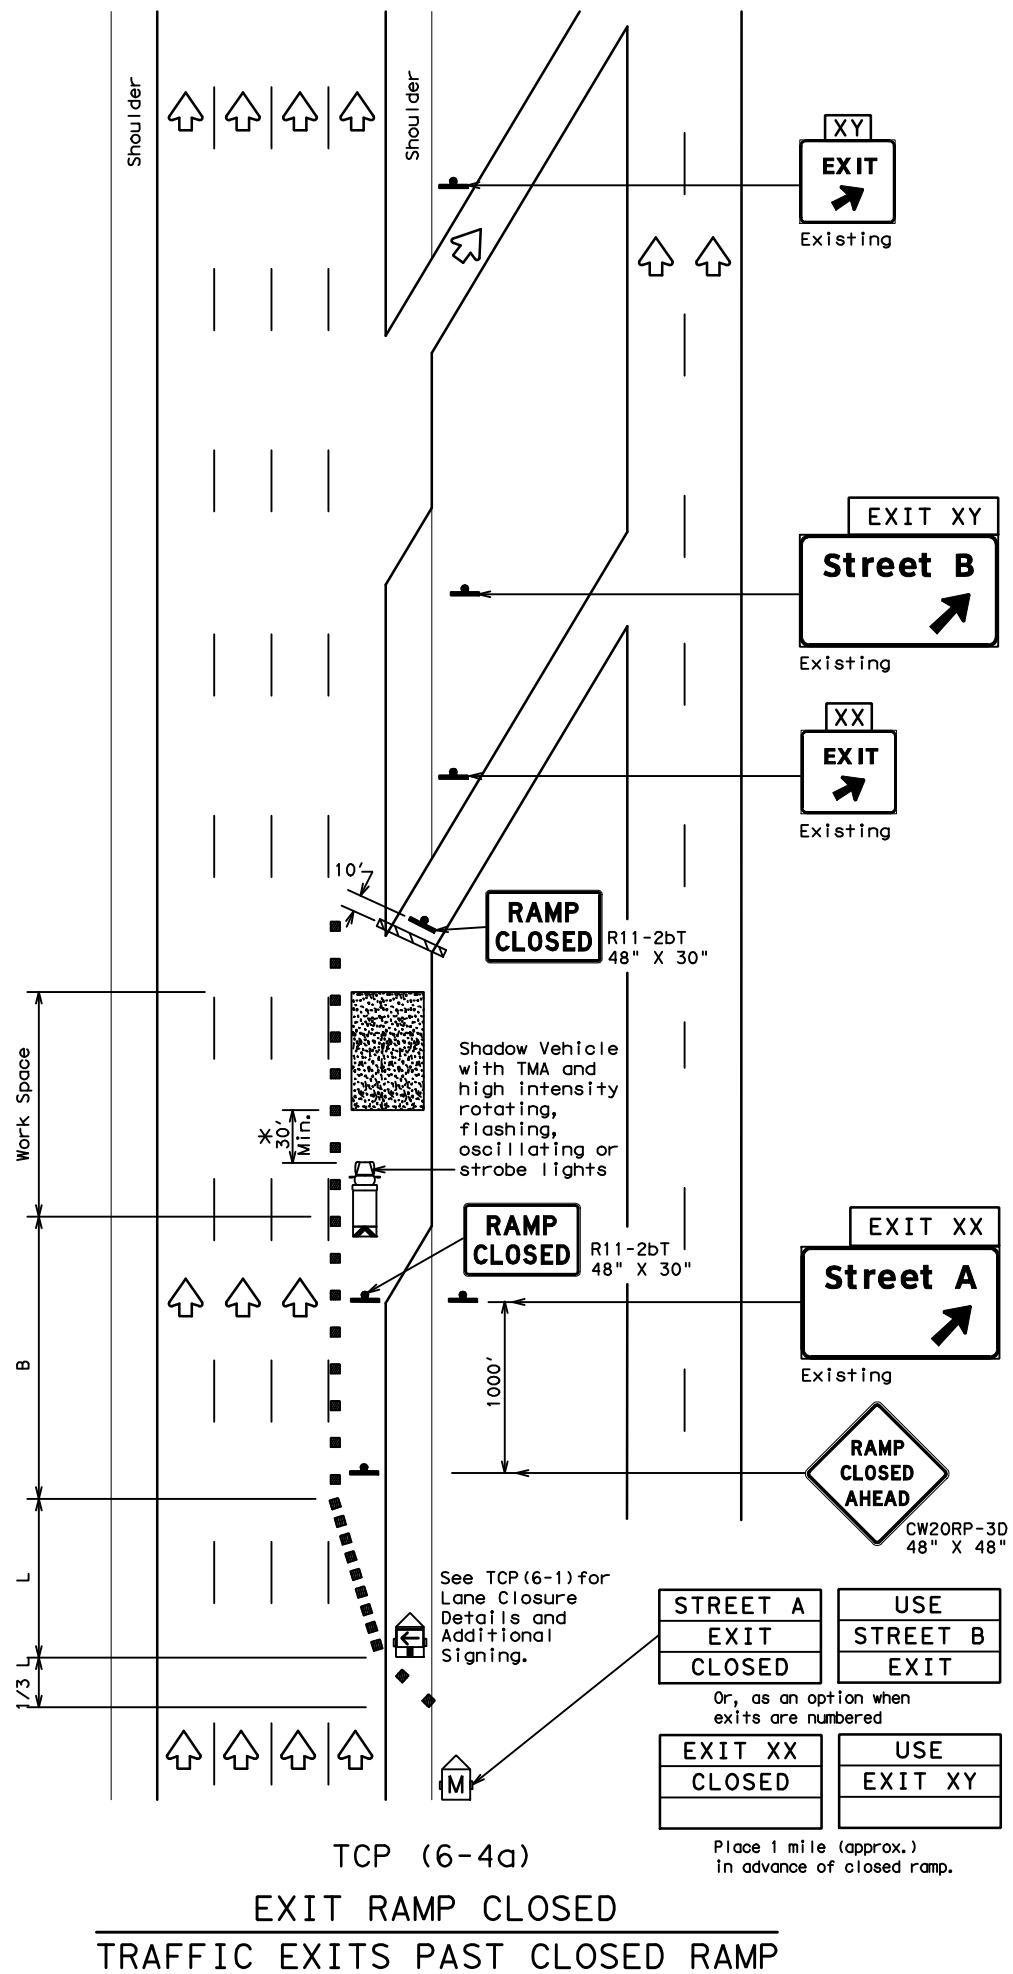 Shoulder
Shoulder
XY
EXIT
Existing
EXIT XY
Street B
Existing
XX
EXIT
Existing
10'
RAMP
CLOSED
R11-2bT
48" X 30"
Work Space
Shadow Vehicle
with TMA and
high intensity
rotating,
flashing,
oscillating or
strobe lights
*
30'
Min.
RAMP
CLOSED
R11-2bT
48" X 30"
EXIT XX
Street A
Existing
B
1000'
RAMP
CLOSED
AHEAD
CW20RP-3D
48" X 48"
L
See TCP(6-1)for
Lane Closure
Details and
Additional
Signing.
1/3 L
STREET A
EXIT
CLOSED
USE
STREET B
EXIT
Or, as an option when
exits are numbered
EXIT XX
CLOSED
USE
EXIT XY
M
Place 1 mile (approx.)
in advance of closed ramp.
TCP (6-4a)
EXIT RAMP CLOSED
TRAFFIC EXITS PAST CLOSED RAMP